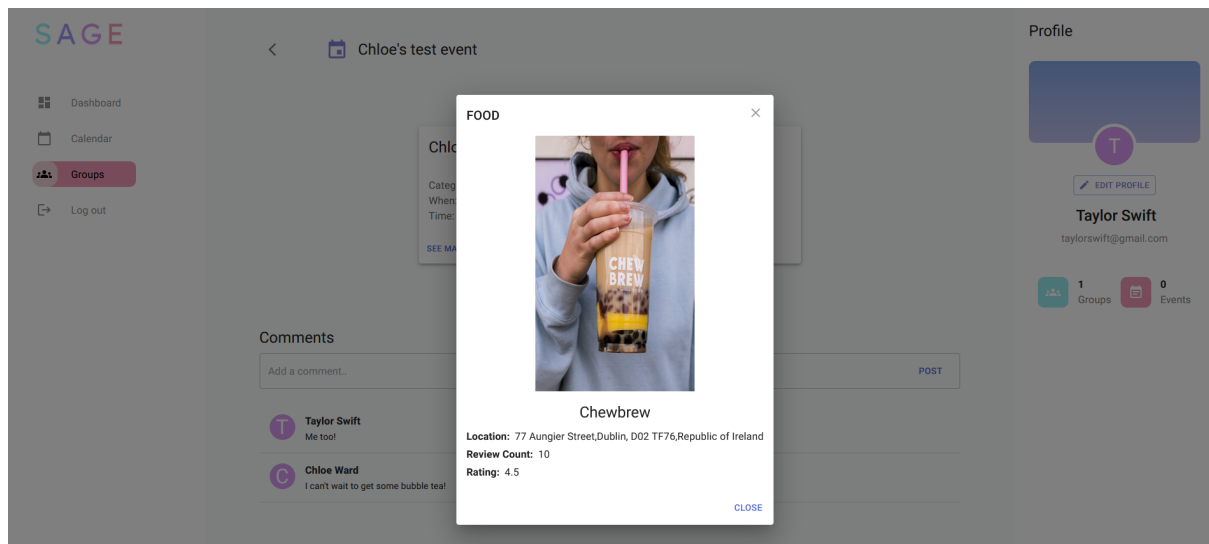 SAGE
Dashboard
Calendar
Groups
Log out
Chloe's test event
Chlo
Categ
When:
Time:
SEE MA
FOOD
CHEW
BREW
Chewbrew
Location: 77 Aungier Street,Dublin, D02 TF76,Republic of Ireland
Review Count: 10
Rating: 4.5
CLOSE
Comments
Add a comment..
POST
T
Taylor Swift
Me too!
C
Chloe Ward
I can't wait to get some bubble tea!
Profile
T
EDIT PROFILE
Taylor Swift
taylorswift@gmail.com
1
Groups
0
Events